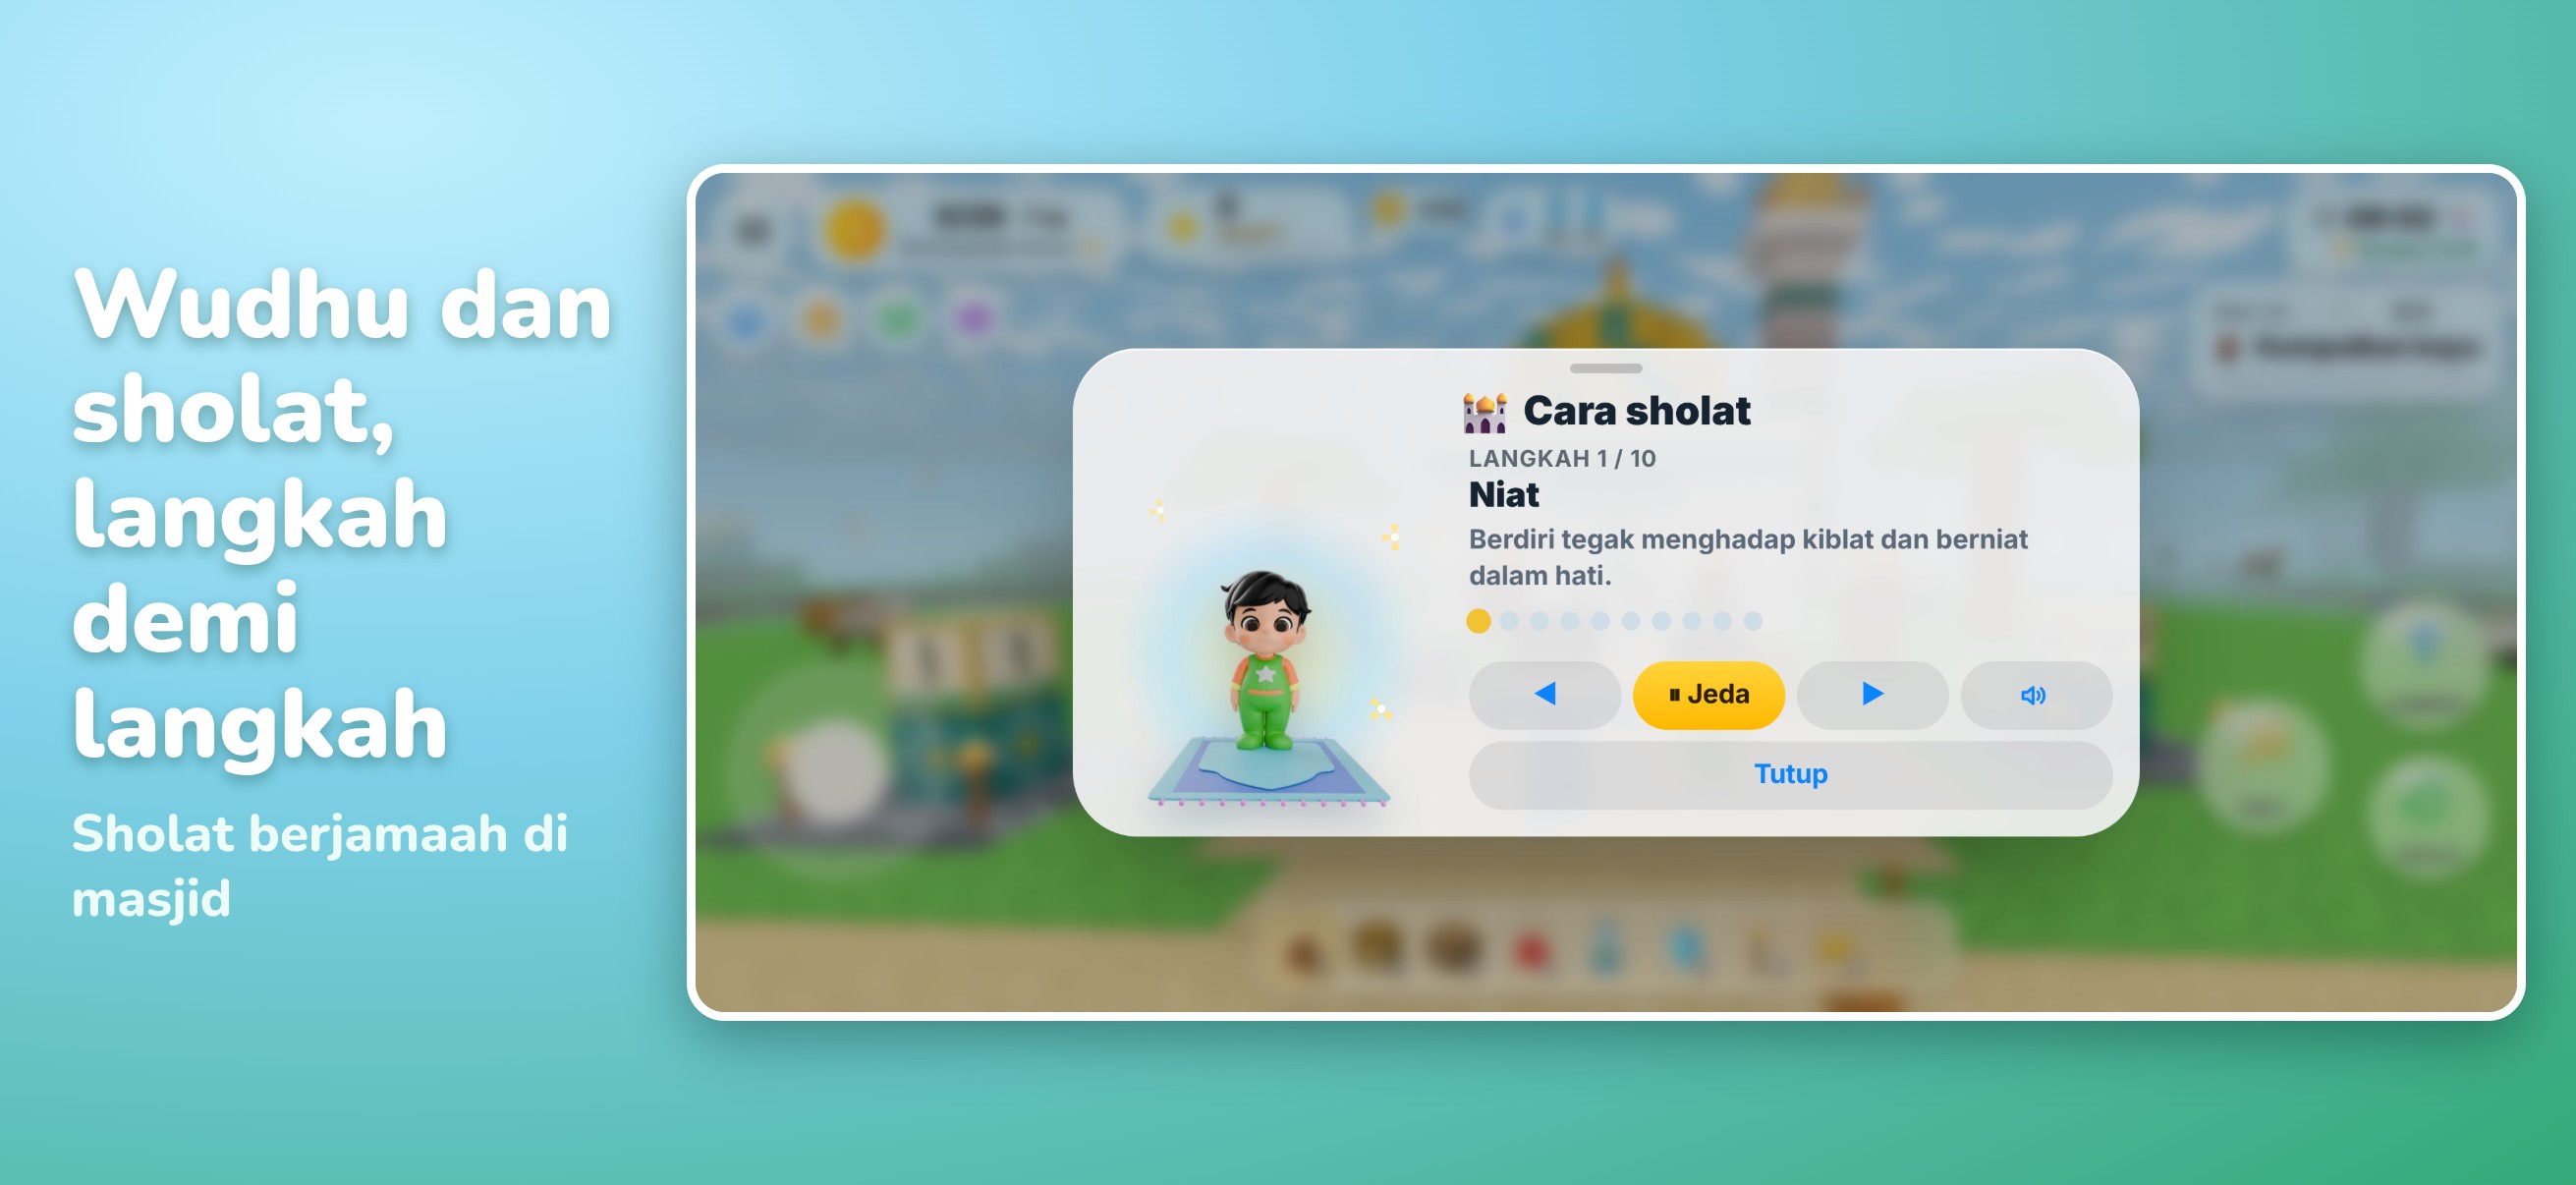 Wudhu dan
sholat,
langkah
demi
langkah
Sholat berjamaah di
masjid
Cara sholat
LANGKAH 1 / 10
Niat
Berdiri tegak menghadap kiblat dan berniat
dalam hati.
Jeda
Tutup